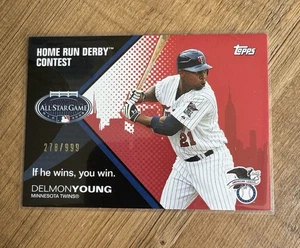 HOME RUN DERBY™
CONTEST
Topps
ALL STAR GAME
278/999
21
If he wins, you win.
DELMON YOUNG
MINNESOTA TWINS®